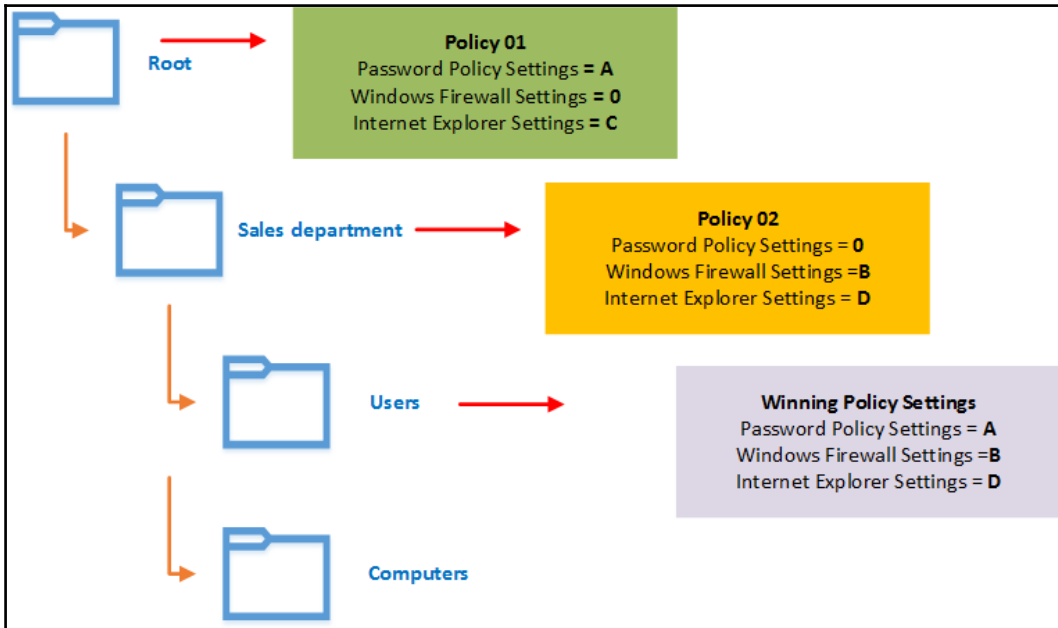 Root
Policy 01
Password Policy Settings = A
Windows Firewall Settings = 0
Internet Explorer Settings = C
Sales department
Policy 02
Password Policy Settings = 0
Windows Firewall Settings =B
Internet Explorer Settings = D
Users
Winning Policy Settings
Password Policy Settings = A
Windows Firewall Settings =B
Internet Explorer Settings = D
Computers